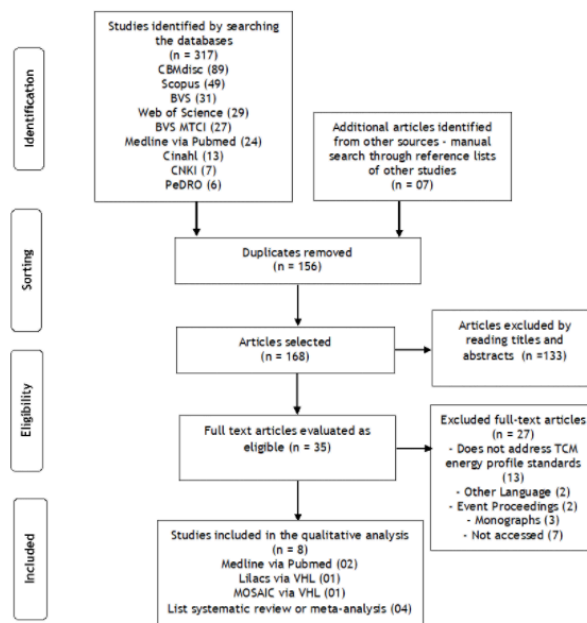 Identification
Studies identified by searching
the databases
(n = 317)
CBMdisc (89)
Scopus (49)
BVS (31)
Web of Science (29)
BVS MTCI (27)
Medline via Pubmed (24)
Cinahl (13)
CNKI (7)
PeDRO (6)
Additional articles identified
from other sources - manual
search through reference lists
of other studies
(n = 07)
Sorting
Duplicates removed
(n = 156)
Articles selected
(n = 168)
Articles excluded by
reading titles and
abstracts (n =133)
Eligibility
Full text articles evaluated as
eligible (n = 35)
Excluded full-text articles
(n = 27)
- Does not address TCM
energy profile standards
(13)
- Other Language (2)
- Event Proceedings (2)
- Monographs (3)
- Not accessed (7)
Included
Studies included in the qualitative analysis
(n = 8)
Medline via Pubmed (02)
Lilacs via VHL (01)
MOSAIC via VHL (01)
List systematic review or meta-analysis (04)